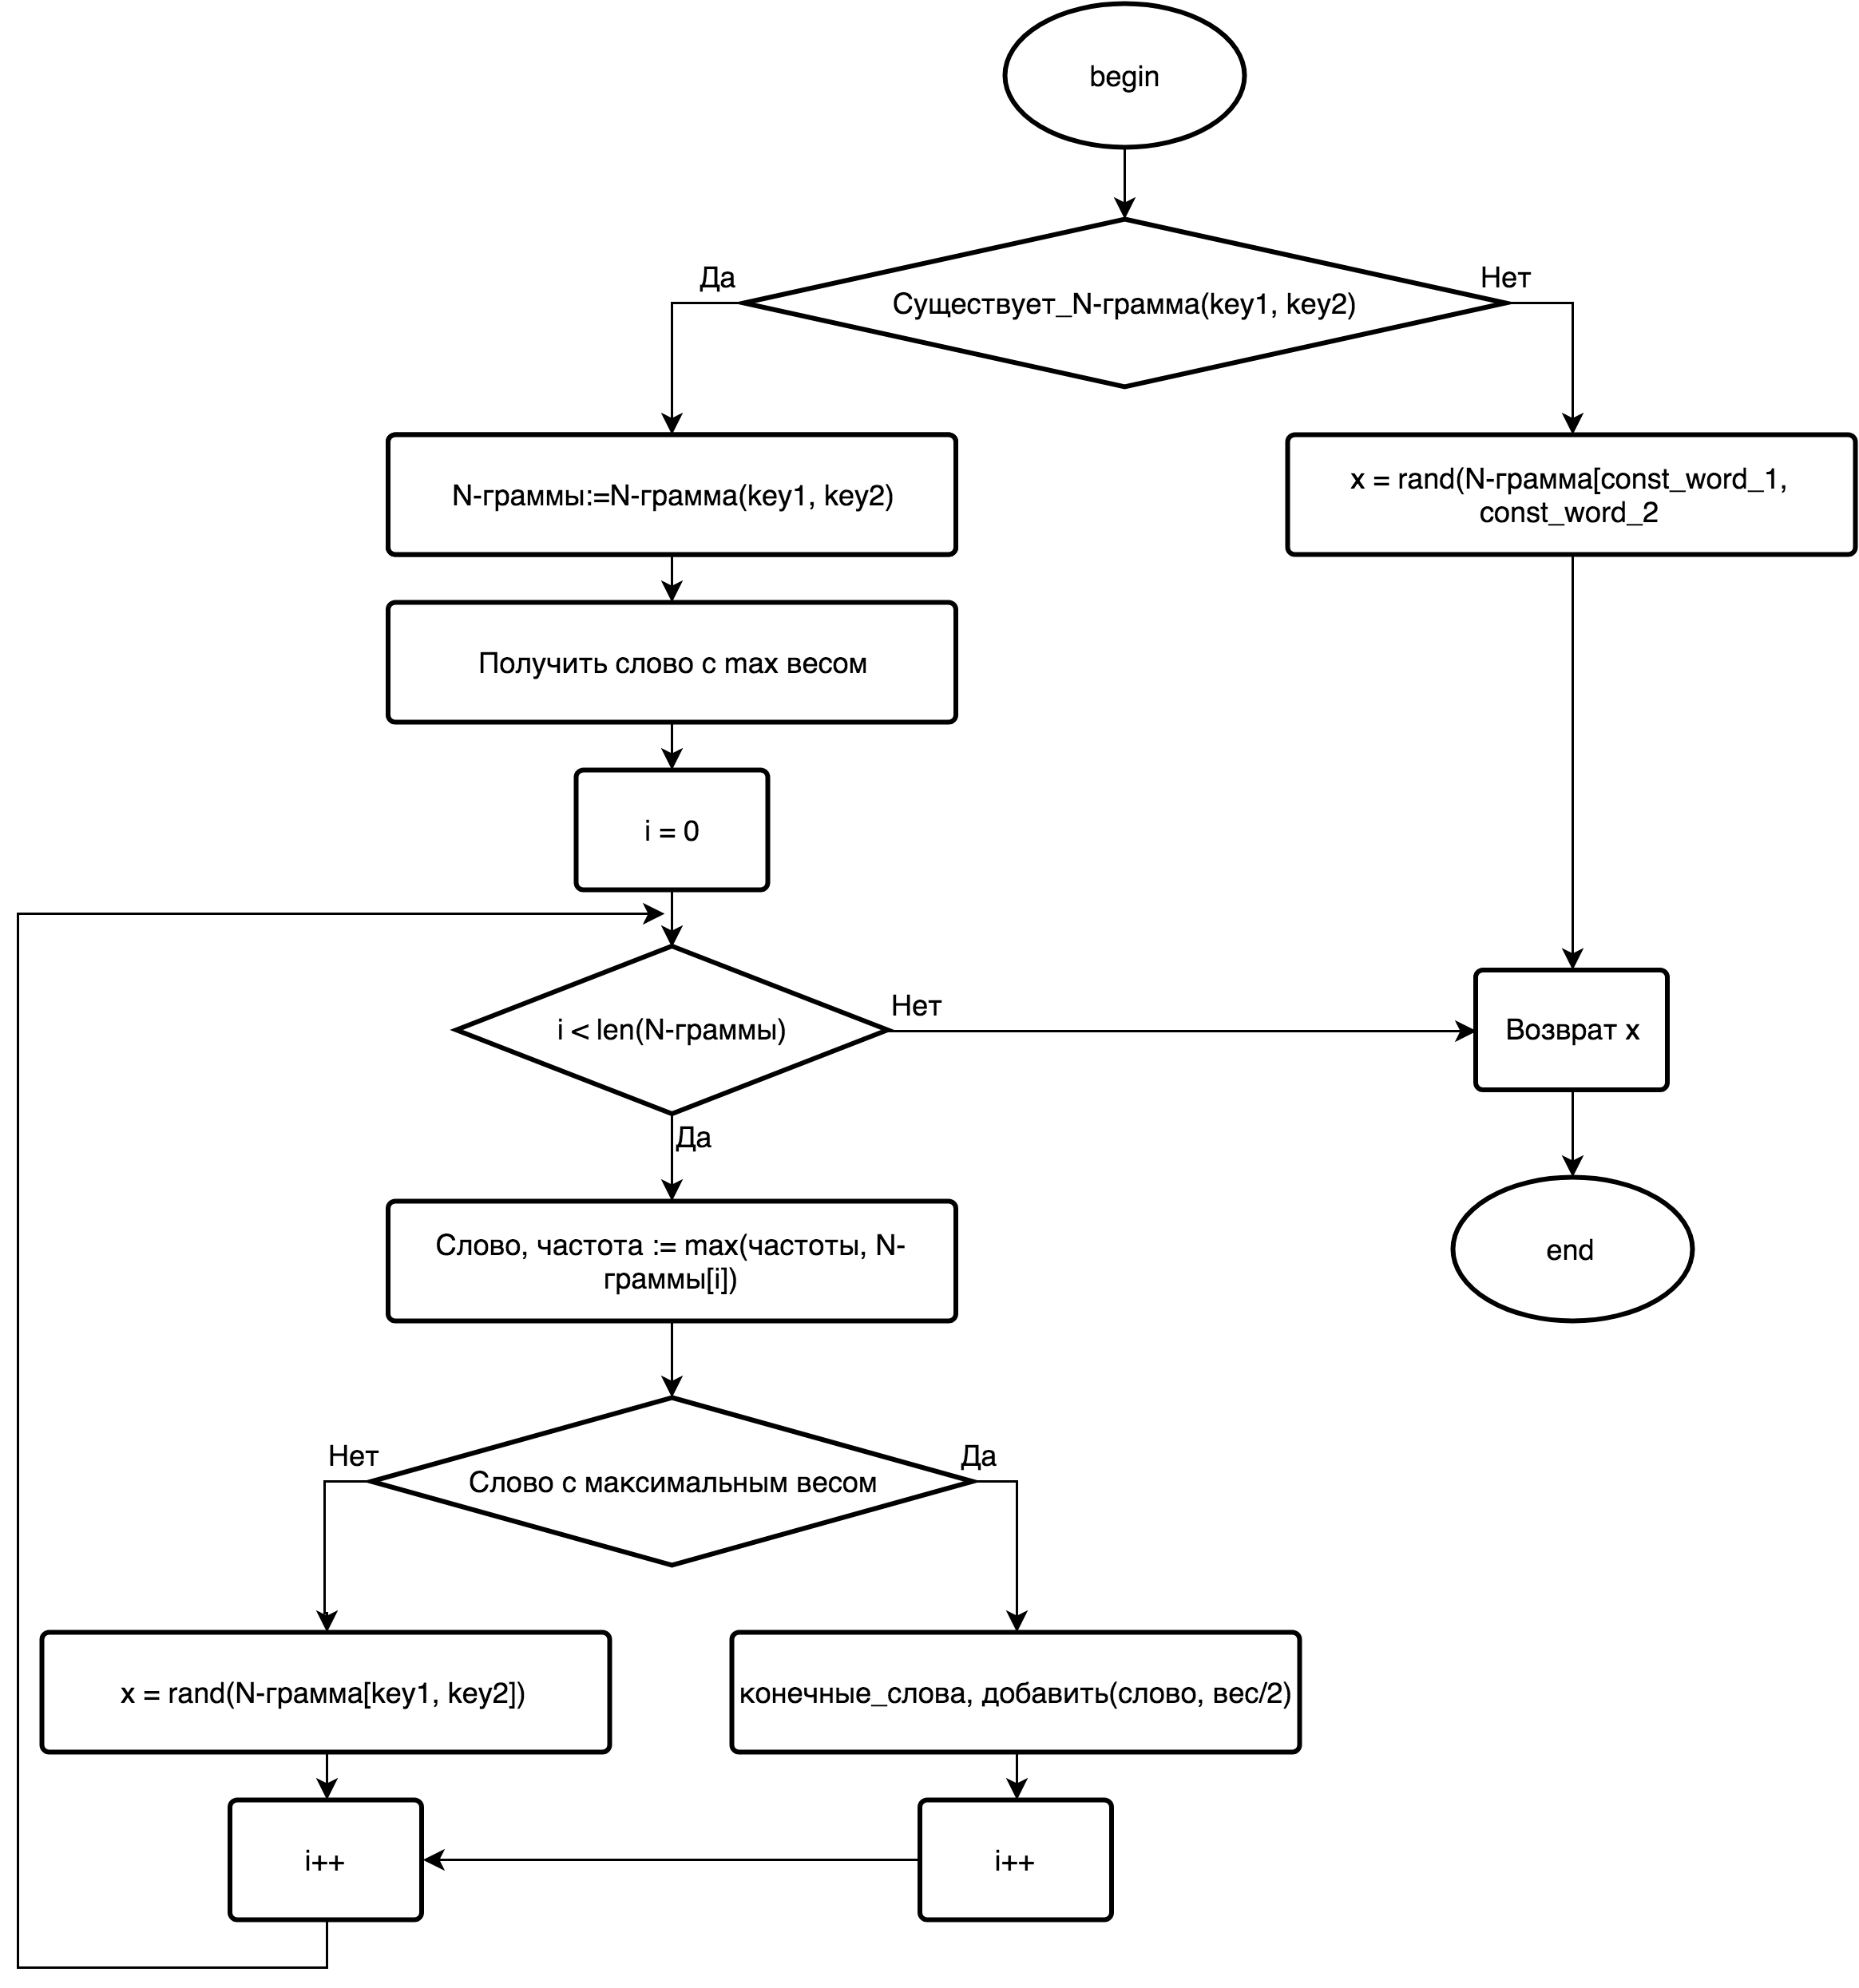 begin
Да
Нет
Существует_N-грамма(key1, key2)
N-граммы:=N-грамма(key1, key2)
x = rand(N-грамма[const_word_1,
const_word_2
Получить слово с max весом
i = 0
i < len(N-граммы)
Нет
Возврат x
Да
Слово, частота := max(частоты, N-
граммы[i])
end
Нет
Да
Слово с максимальным весом
x = rand(N-грамма[key1, key2])
конечные_слова, добавить(слово, вес/2)
i++
i++